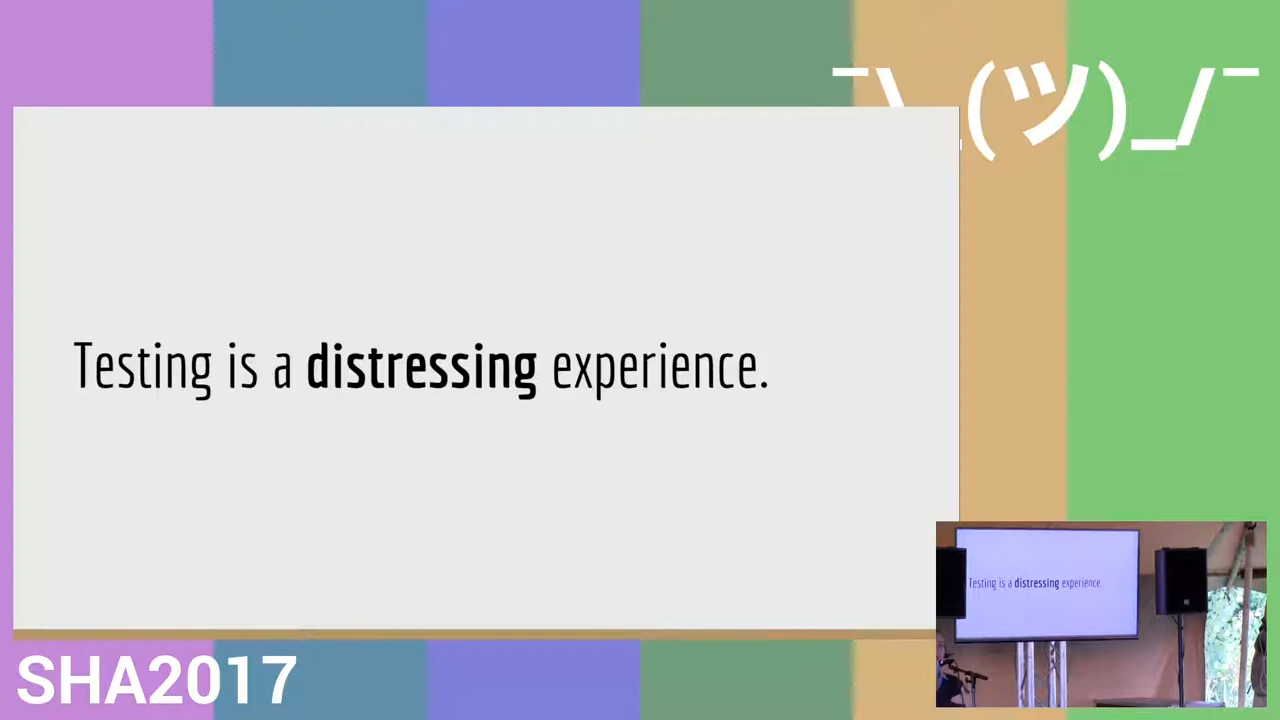 ¯\_(ツ)_/¯
Testing is a distressing experience.
Testing is a distressing experience.
SHA2017